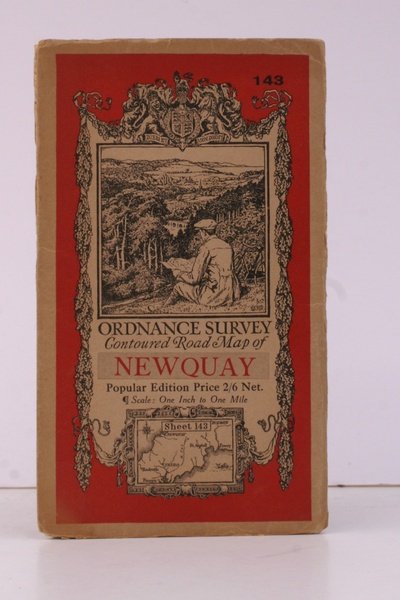 143
ORDNANCE SURVEY
Contoured Road Map of
NEWQUAY
Popular Edition Price 2/6 Net.
¶ Scale: One Inch to One Mile
Sheet 143